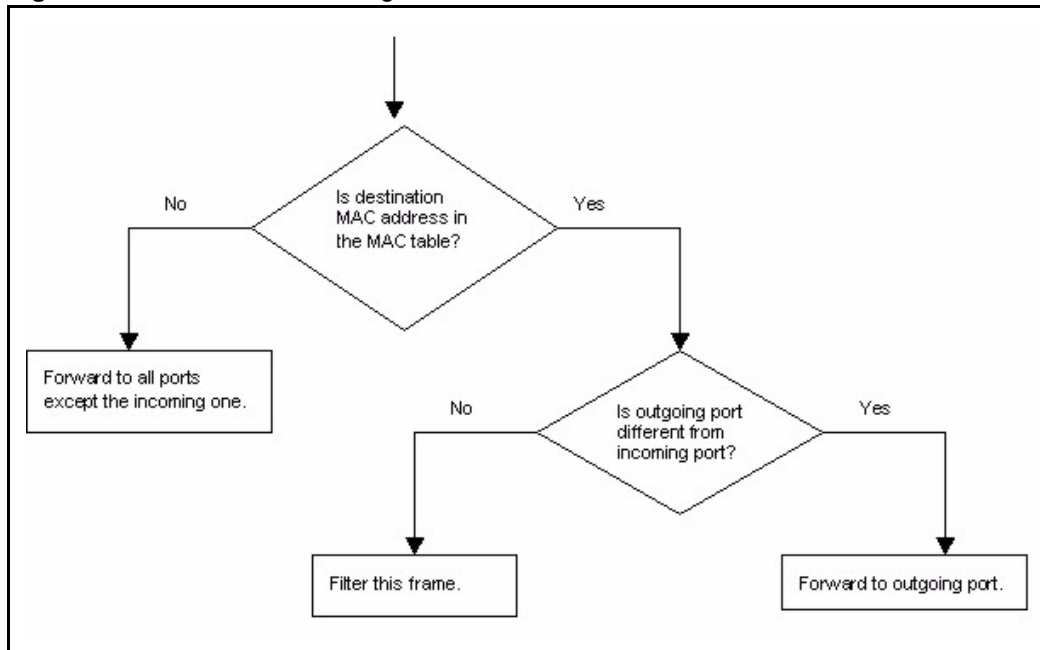 No
Is destination
MAC address in
the MAC table?
Yes
Forward to all ports
except the incoming one.
No
Is outgoing port
different from
incoming port?
Yes
Filter this frame.
Forward to outgoing port.